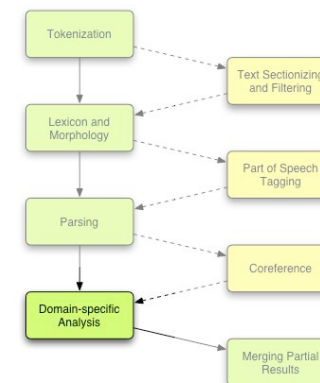 Tokenization
Text Sectionizing
and Filtering
Lexicon and
Morphology
Part of Speech
Tagging
Parsing
Coreference
Domain-specific
Analysis
Merging Partial
Results